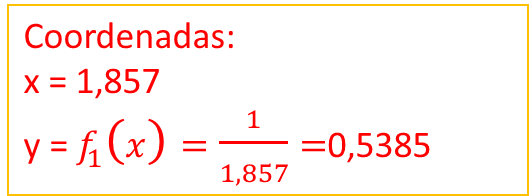 Coordenadas:
x = 1,857
y = f₁(x) = 1/1,857 =0,5385